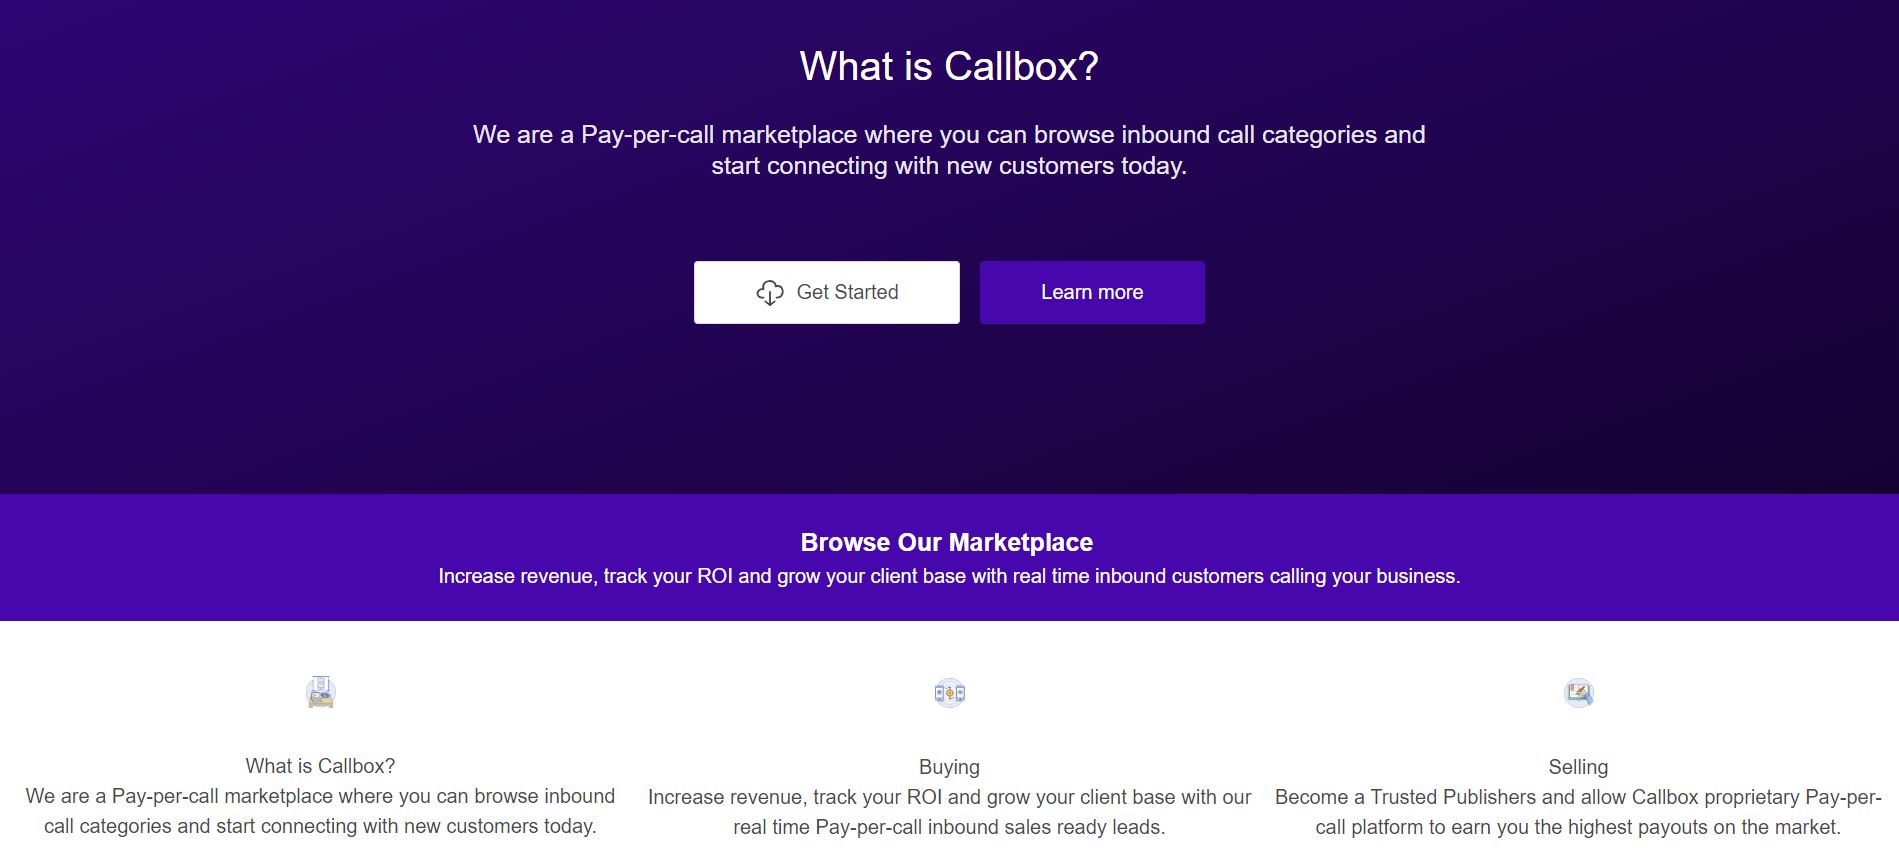 What is Callbox?
We are a Pay-per-call marketplace where you can browse inbound call categories and
start connecting with new customers today.
Get Started
Learn more
Browse Our Marketplace
Increase revenue, track your ROI and grow your client base with real time inbound customers calling your business.
What is Callbox?
We are a Pay-per-call marketplace where you can browse inbound
call categories and start connecting with new customers today.
Buying
Increase revenue, track your ROI and grow your client base with our
real time Pay-per-call inbound sales ready leads.
Selling
Become a Trusted Publishers and allow Callbox proprietary Pay-per-
call platform to earn you the highest payouts on the market.